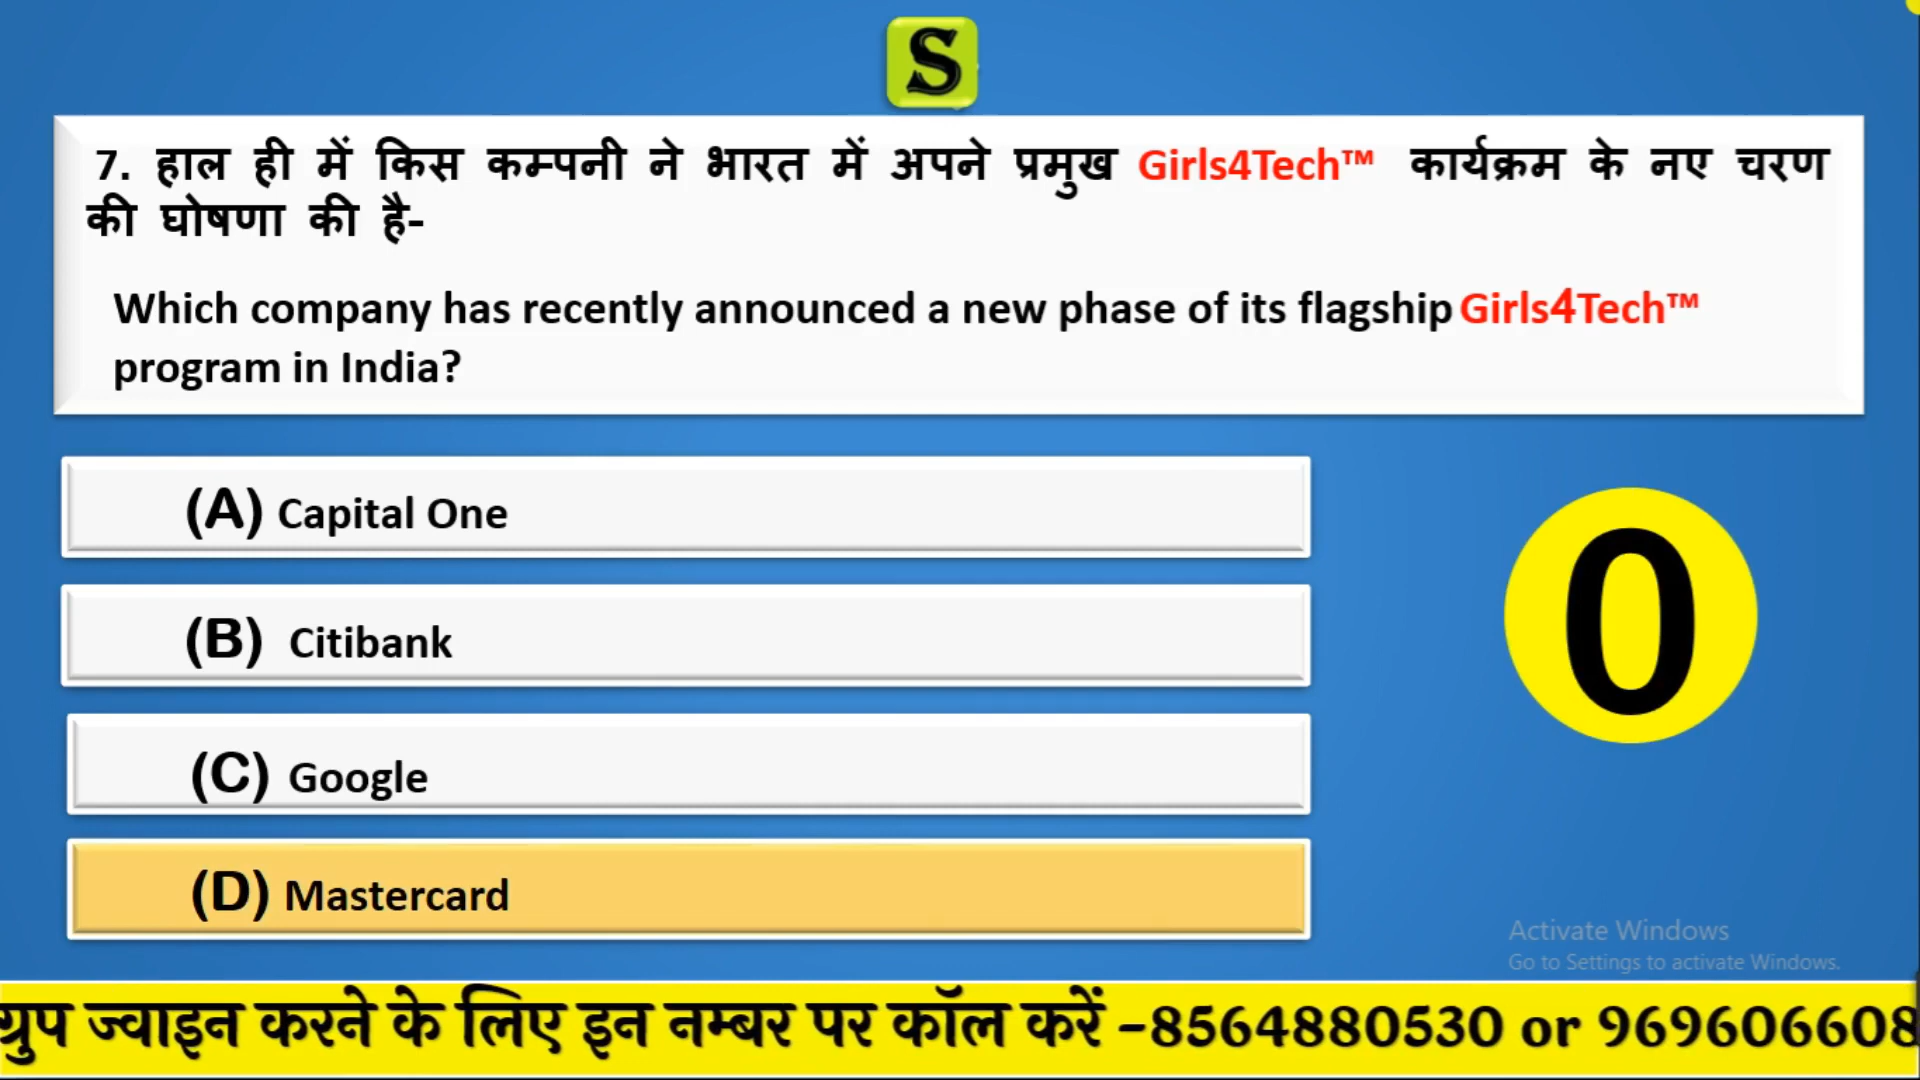 S
7. हाल ही में किस कम्पनी ने भारत में अपने प्रमुख Girls4Tech™ कार्यक्रम के नए चरण
की घोषणा की है-
Which company has recently announced a new phase of its flagship Girls4Tech™
program in India?
(A) Capital One
(B) Citibank
(C) Google
(D) Mastercard
0
Activate Windows
Go to Settings to activate Windows.
ग्रुप ज्वाइन करने के लिए इन नम्बर पर कॉल करें -8564880530 or 969606608